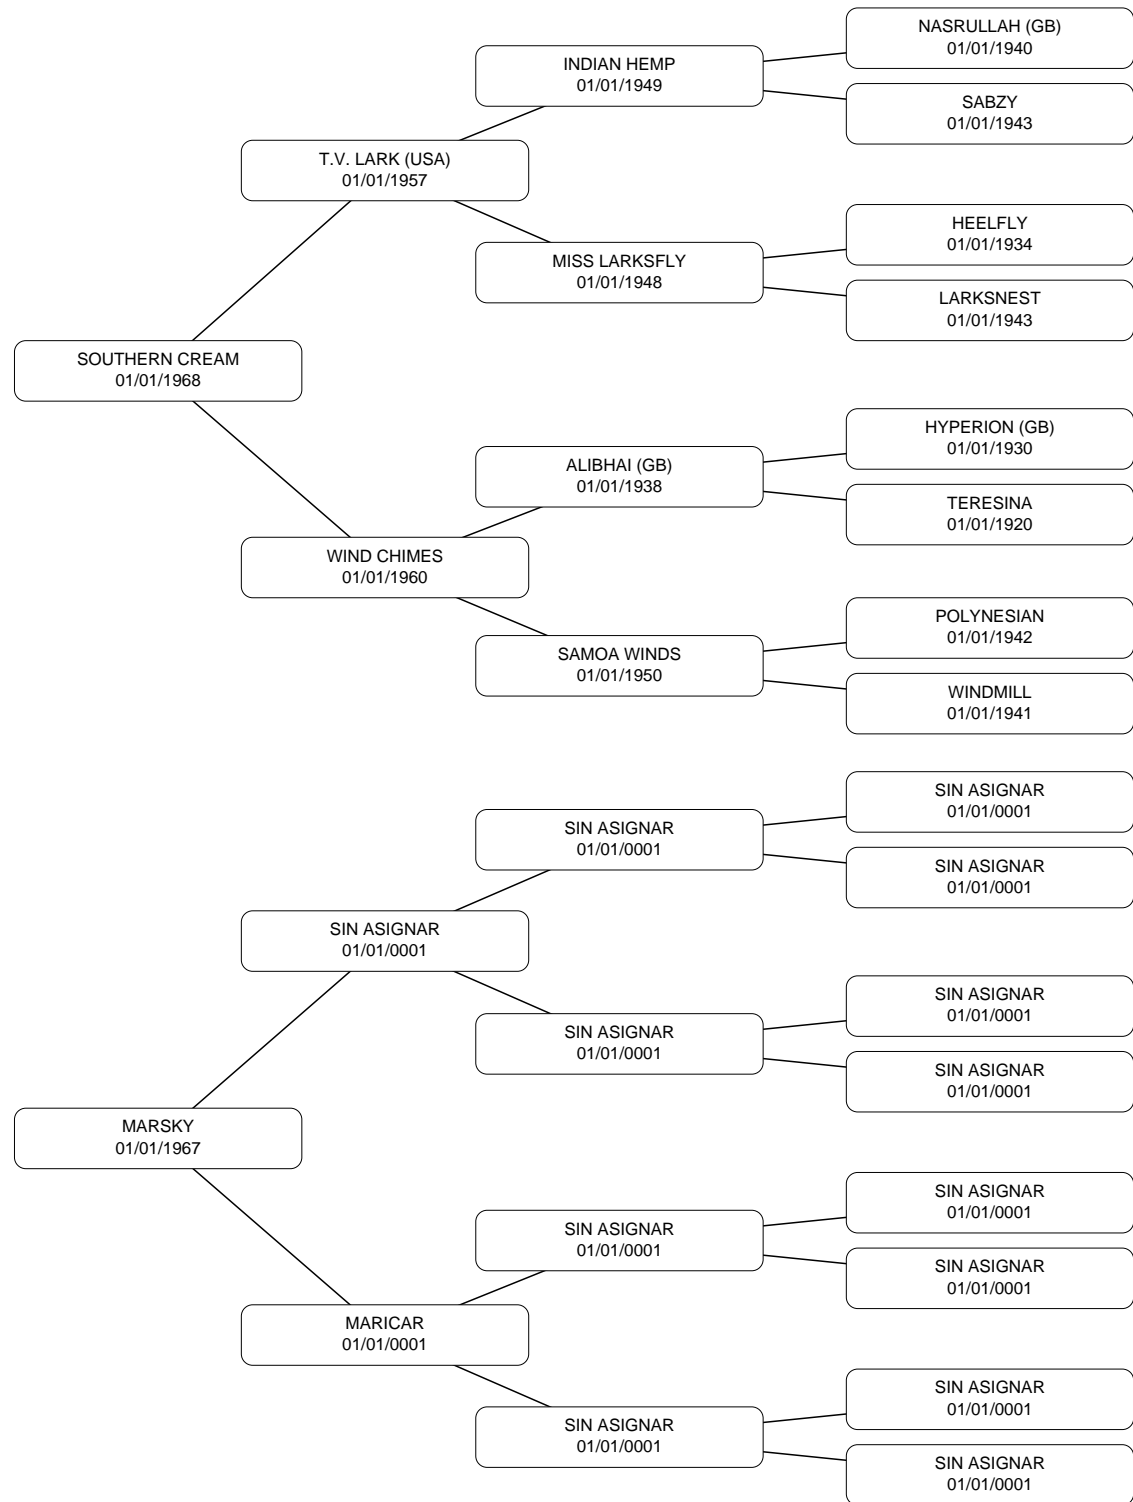 NASRULLAH (GB)
01/01/1940
INDIAN HEMP
01/01/1949
SABZY
01/01/1943
T.V. LARK (USA)
01/01/1957
HEELFLY
01/01/1934
MISS LARKSFLY
01/01/1948
LARKSNEST
01/01/1943
SOUTHERN CREAM
01/01/1968
HYPERION (GB)
01/01/1930
ALIBHAI (GB)
01/01/1938
TERESINA
01/01/1920
WIND CHIMES
01/01/1960
POLYNESIAN
01/01/1942
SAMOA WINDS
01/01/1950
WINDMILL
01/01/1941
SIN ASIGNAR
01/01/0001
SIN ASIGNAR
01/01/0001
SIN ASIGNAR
01/01/0001
SIN ASIGNAR
01/01/0001
SIN ASIGNAR
01/01/0001
SIN ASIGNAR
01/01/0001
SIN ASIGNAR
01/01/0001
MARSKY
01/01/1967
SIN ASIGNAR
01/01/0001
SIN ASIGNAR
01/01/0001
SIN ASIGNAR
01/01/0001
MARICAR
01/01/0001
SIN ASIGNAR
01/01/0001
SIN ASIGNAR
01/01/0001
SIN ASIGNAR
01/01/0001